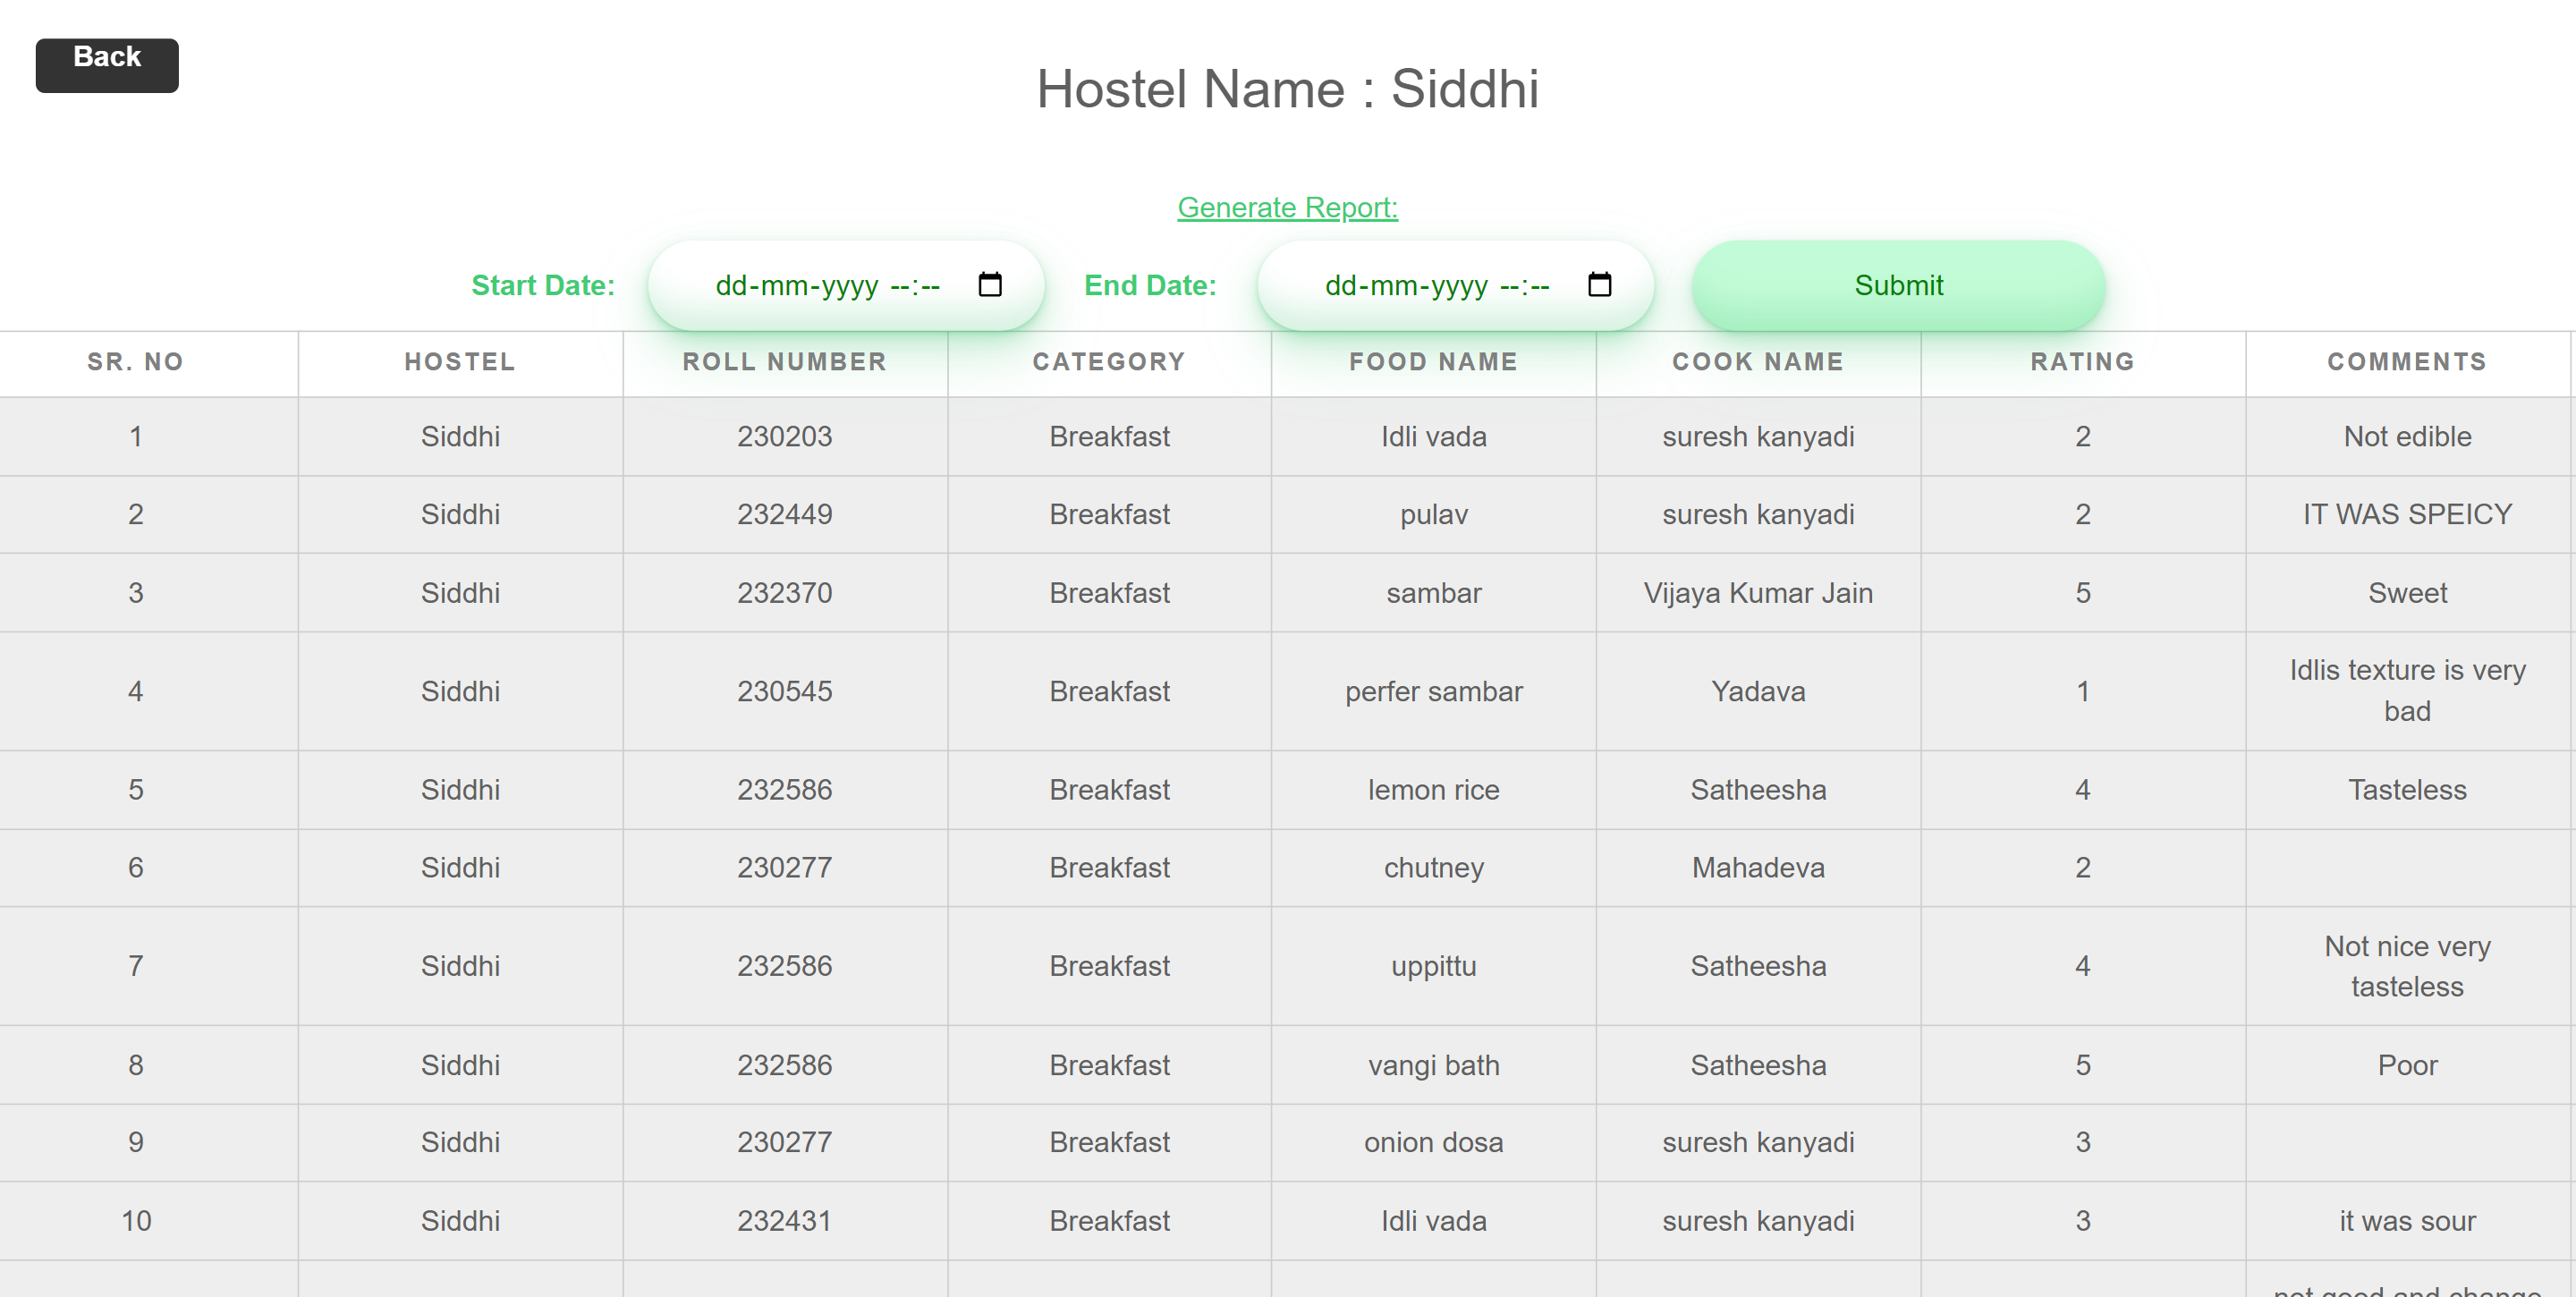 Back
Hostel Name : Siddhi
Generate Report:
Start Date: dd-mm-yyyy --:-- End Date: dd-mm-yyyy --:-- Submit
SR. NO HOSTEL ROLL NUMBER CATEGORY FOOD NAME COOK NAME RATING COMMENTS
1 Siddhi 230203 Breakfast Idli vada suresh kanyadi 2 Not edible
2 Siddhi 232449 Breakfast pulav suresh kanyadi 2 IT WAS SPEICY
3 Siddhi 232370 Breakfast sambar Vijaya Kumar Jain 5 Sweet
4 Siddhi 230545 Breakfast perfer sambar Yadava 1 Idlis texture is very
bad
5 Siddhi 232586 Breakfast lemon rice Satheesha 4 Tasteless
6 Siddhi 230277 Breakfast chutney Mahadeva 2
7 Siddhi 232586 Breakfast uppittu Satheesha 4 Not nice very
tasteless
8 Siddhi 232586 Breakfast vangi bath Satheesha 5 Poor
9 Siddhi 230277 Breakfast onion dosa suresh kanyadi 3
10 Siddhi 232431 Breakfast Idli vada suresh kanyadi 3 it was sour
not good and change